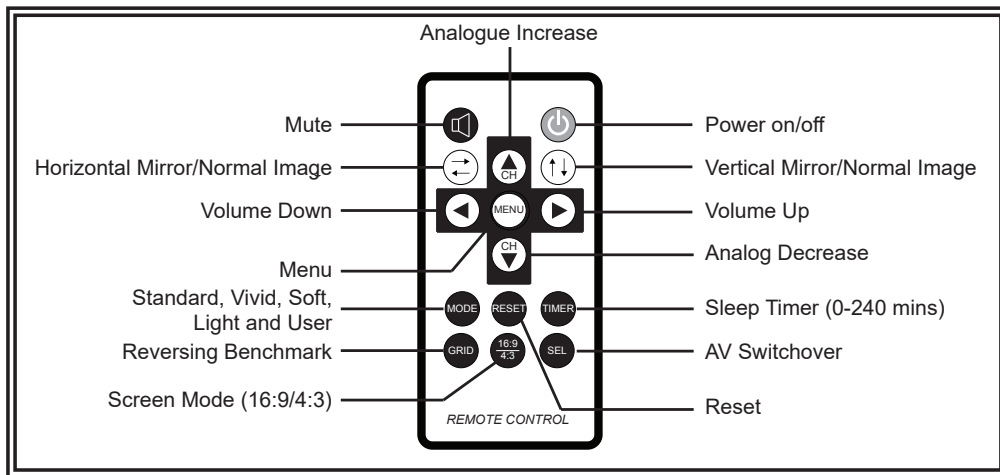 Analogue Increase
Mute
Power on/off
Horizontal Mirror/Normal Image
CH
Vertical Mirror/Normal Image
Volume Down
MENU
Volume Up
CH
Analog Decrease
Menu
Standard, Vivid, Soft,
Light and User
MODE
RESET
TIMER
Sleep Timer (0-240 mins)
Reversing Benchmark
GRID
16:9
4:3
SEL
AV Switchover
Screen Mode (16:9/4:3)
Reset
REMOTE CONTROL